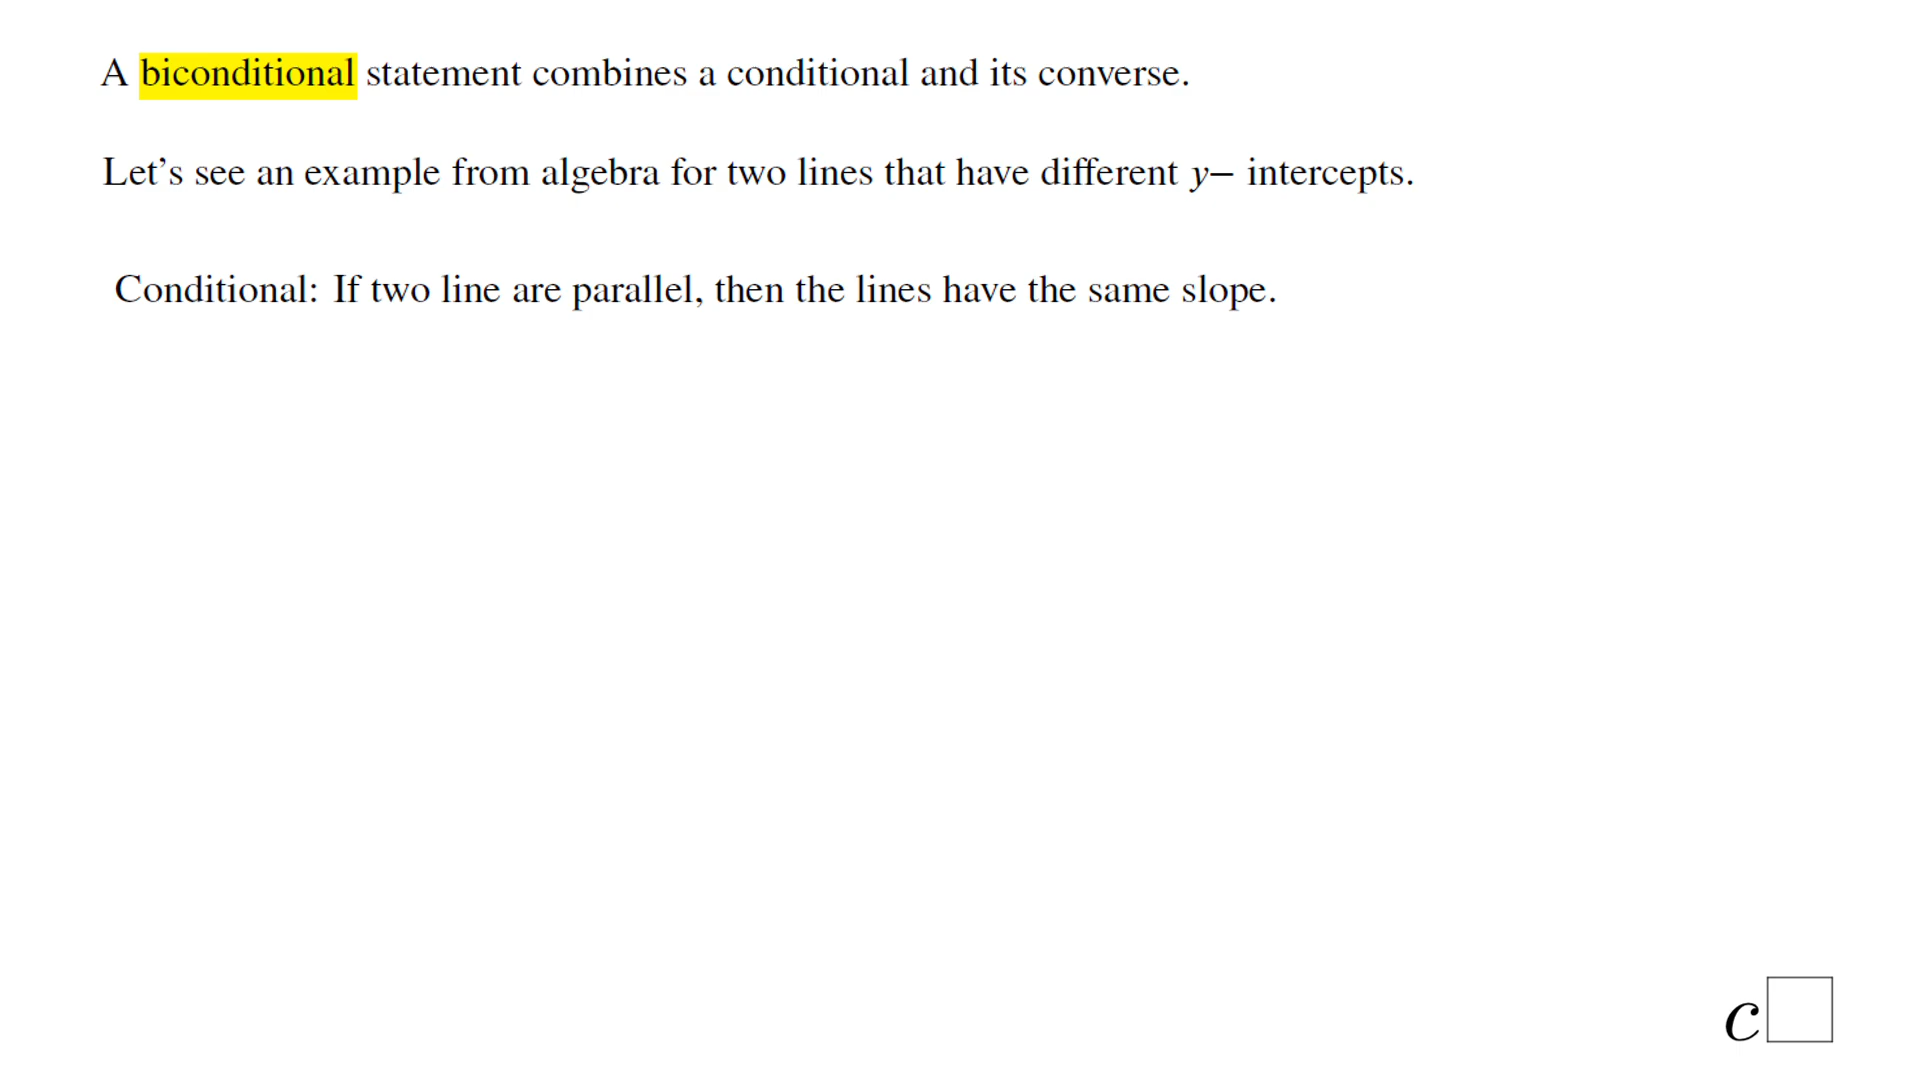 A biconditional statement combines a conditional and its converse.
Let’s see an example from algebra for two lines that have different y− intercepts.
Conditional: If two line are parallel, then the lines have the same slope.
c